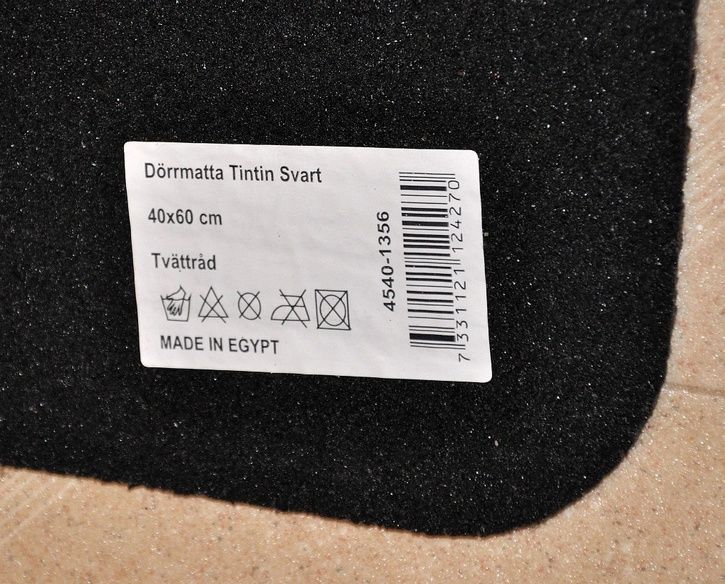 Dörrmatta Tintin Svart
40x60 cm
Tvättråd
MADE IN EGYPT
4540-1356
7331121124270